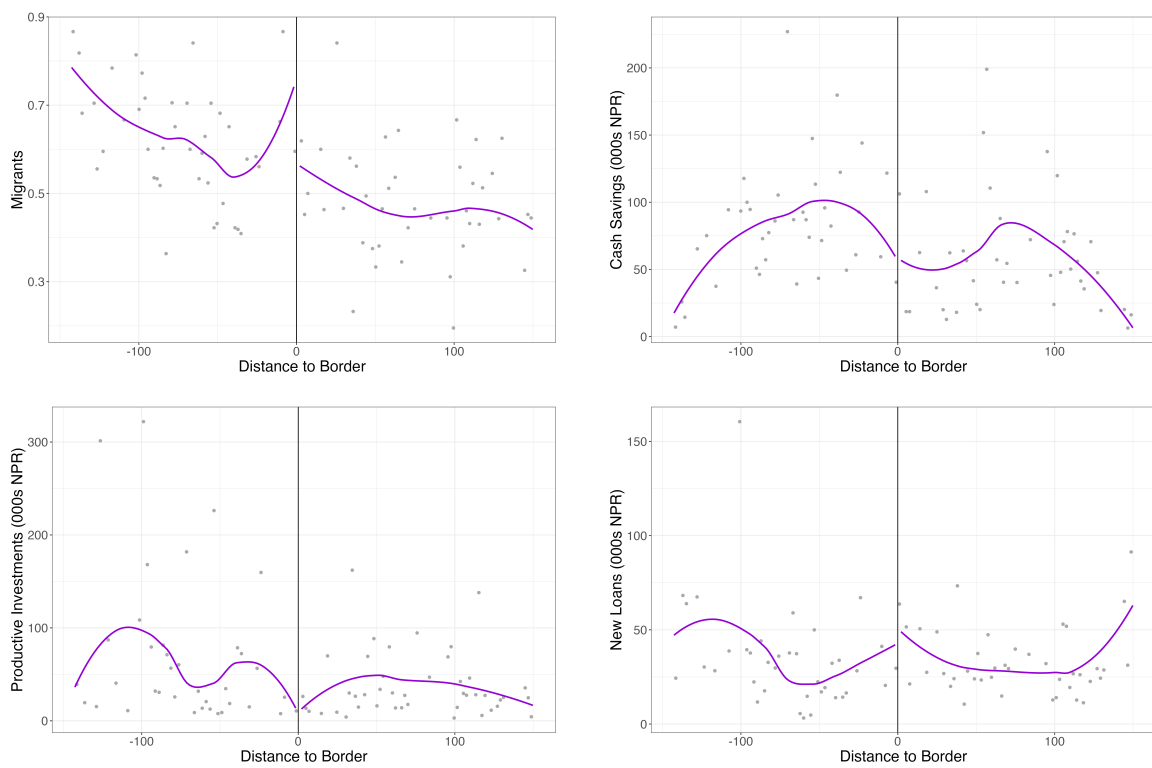 Migrants
0.9
0.7
0.5
0.3
-100 0 100
Distance to Border
Cash Savings (000s NPR)
200
150
100
50
0
-100 0 100
Distance to Border
Productive Investments (000s NPR)
300
200
100
0
-100 0 100
Distance to Border
New Loans (000s NPR)
150
100
50
0
-100 0 100
Distance to Border